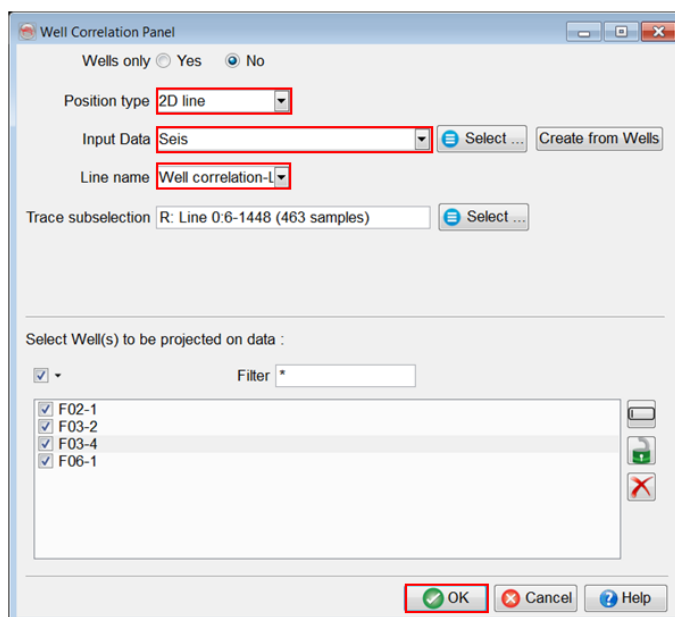 Well Correlation Panel
Wells only Yes No
Position type 2D line
Input Data Seis Select ... Create from Wells
Line name Well correlation-L
Trace subselection R: Line 0:6-1448 (463 samples) Select ...
Select Well(s) to be projected on data :
Filter *
F02-1
F03-2
F03-4
F06-1
OK Cancel Help